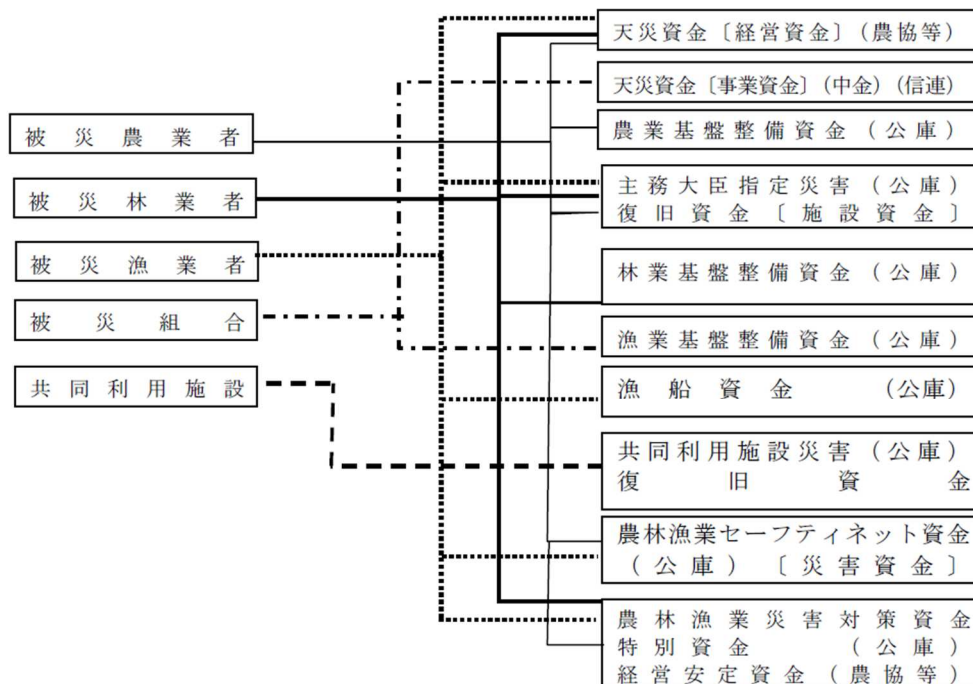 被災農業者
被災林業者
被災漁業者
被災組合
共同利用施設
天災資金〔経営資金〕（農協等）
天災資金〔事業資金〕（中金）（信連）
農業基盤整備資金（公庫）
主務大臣指定災害（公庫）
復旧資金〔施設資金〕
林業基盤整備資金（公庫）
漁業基盤整備資金（公庫）
漁船資金（公庫）
共同利用施設災害（公庫）
復旧資金
農林漁業セーフティネット資金
（公庫）〔災害資金〕
農林漁業災害対策資金
特別資金（公庫）
経営安定資金（農協等）